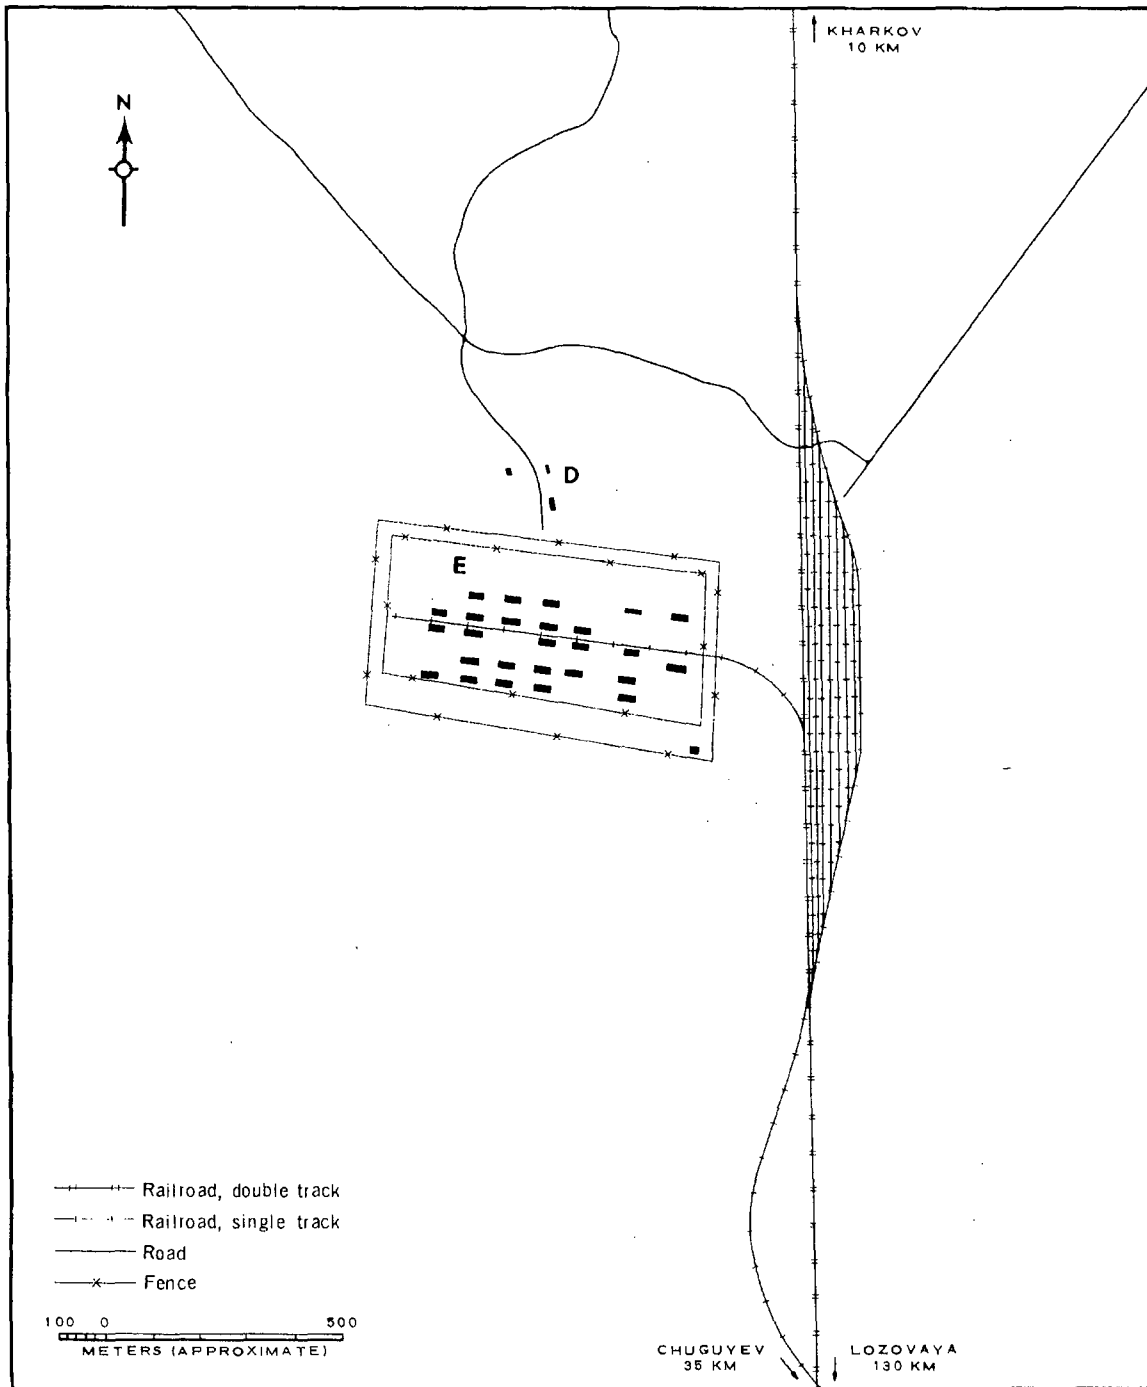 KHARKOV
10 KM
N
D
E
Railroad, double track
Railroad, single track
Road
Fence
100 0 500
METERS (APPROXIMATE)
CHUGUYEV
35 KM
LOZOVAYA
130 KM